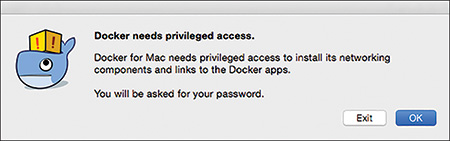 Docker needs privileged access.
Docker for Mac needs privileged access to install its networking
components and links to the Docker apps.
You will be asked for your password.
Exit
OK